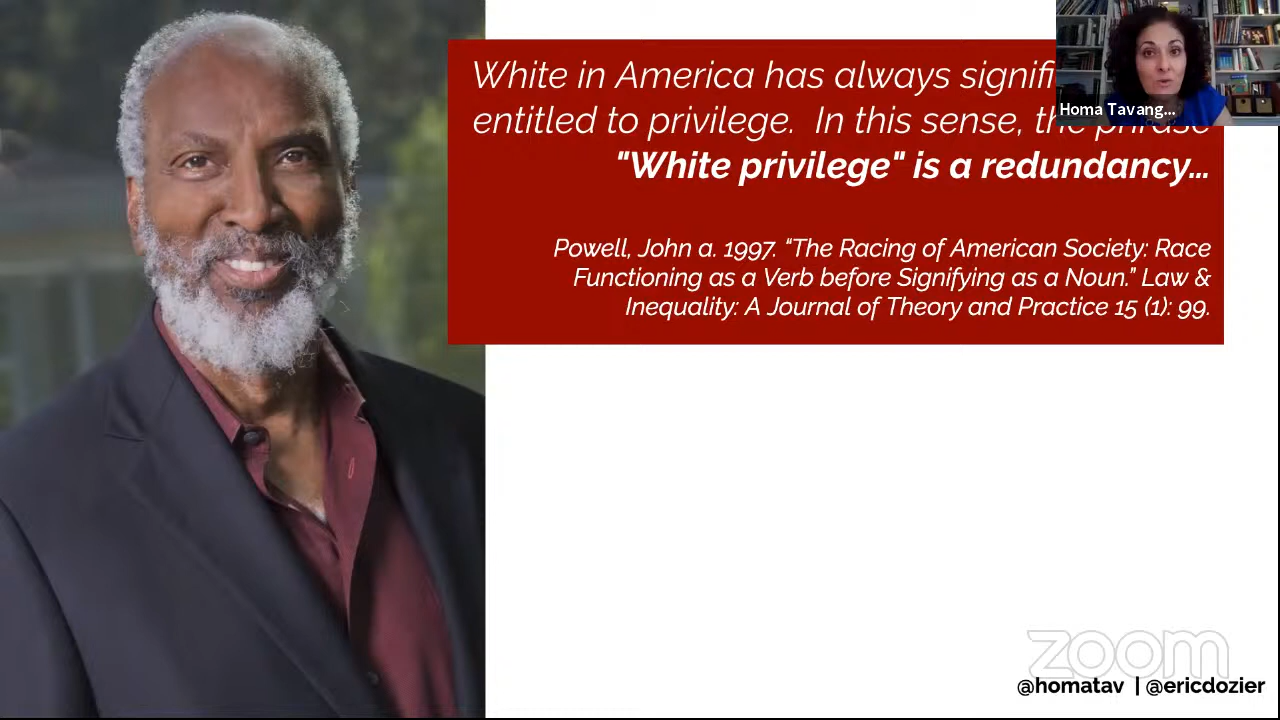 White in America has always
entitled to privilege.  In this sense, the phrase
"White privilege" is a redundancy...
Powell, John a. 1997. “The Racing of American Society: Race
Functioning as a Verb before Signifying as a Noun.” Law &
Inequality: A Journal of Theory and Practice 15 (1): 99.
Homa Tavang...
zoom
@homatav | @ericdozier